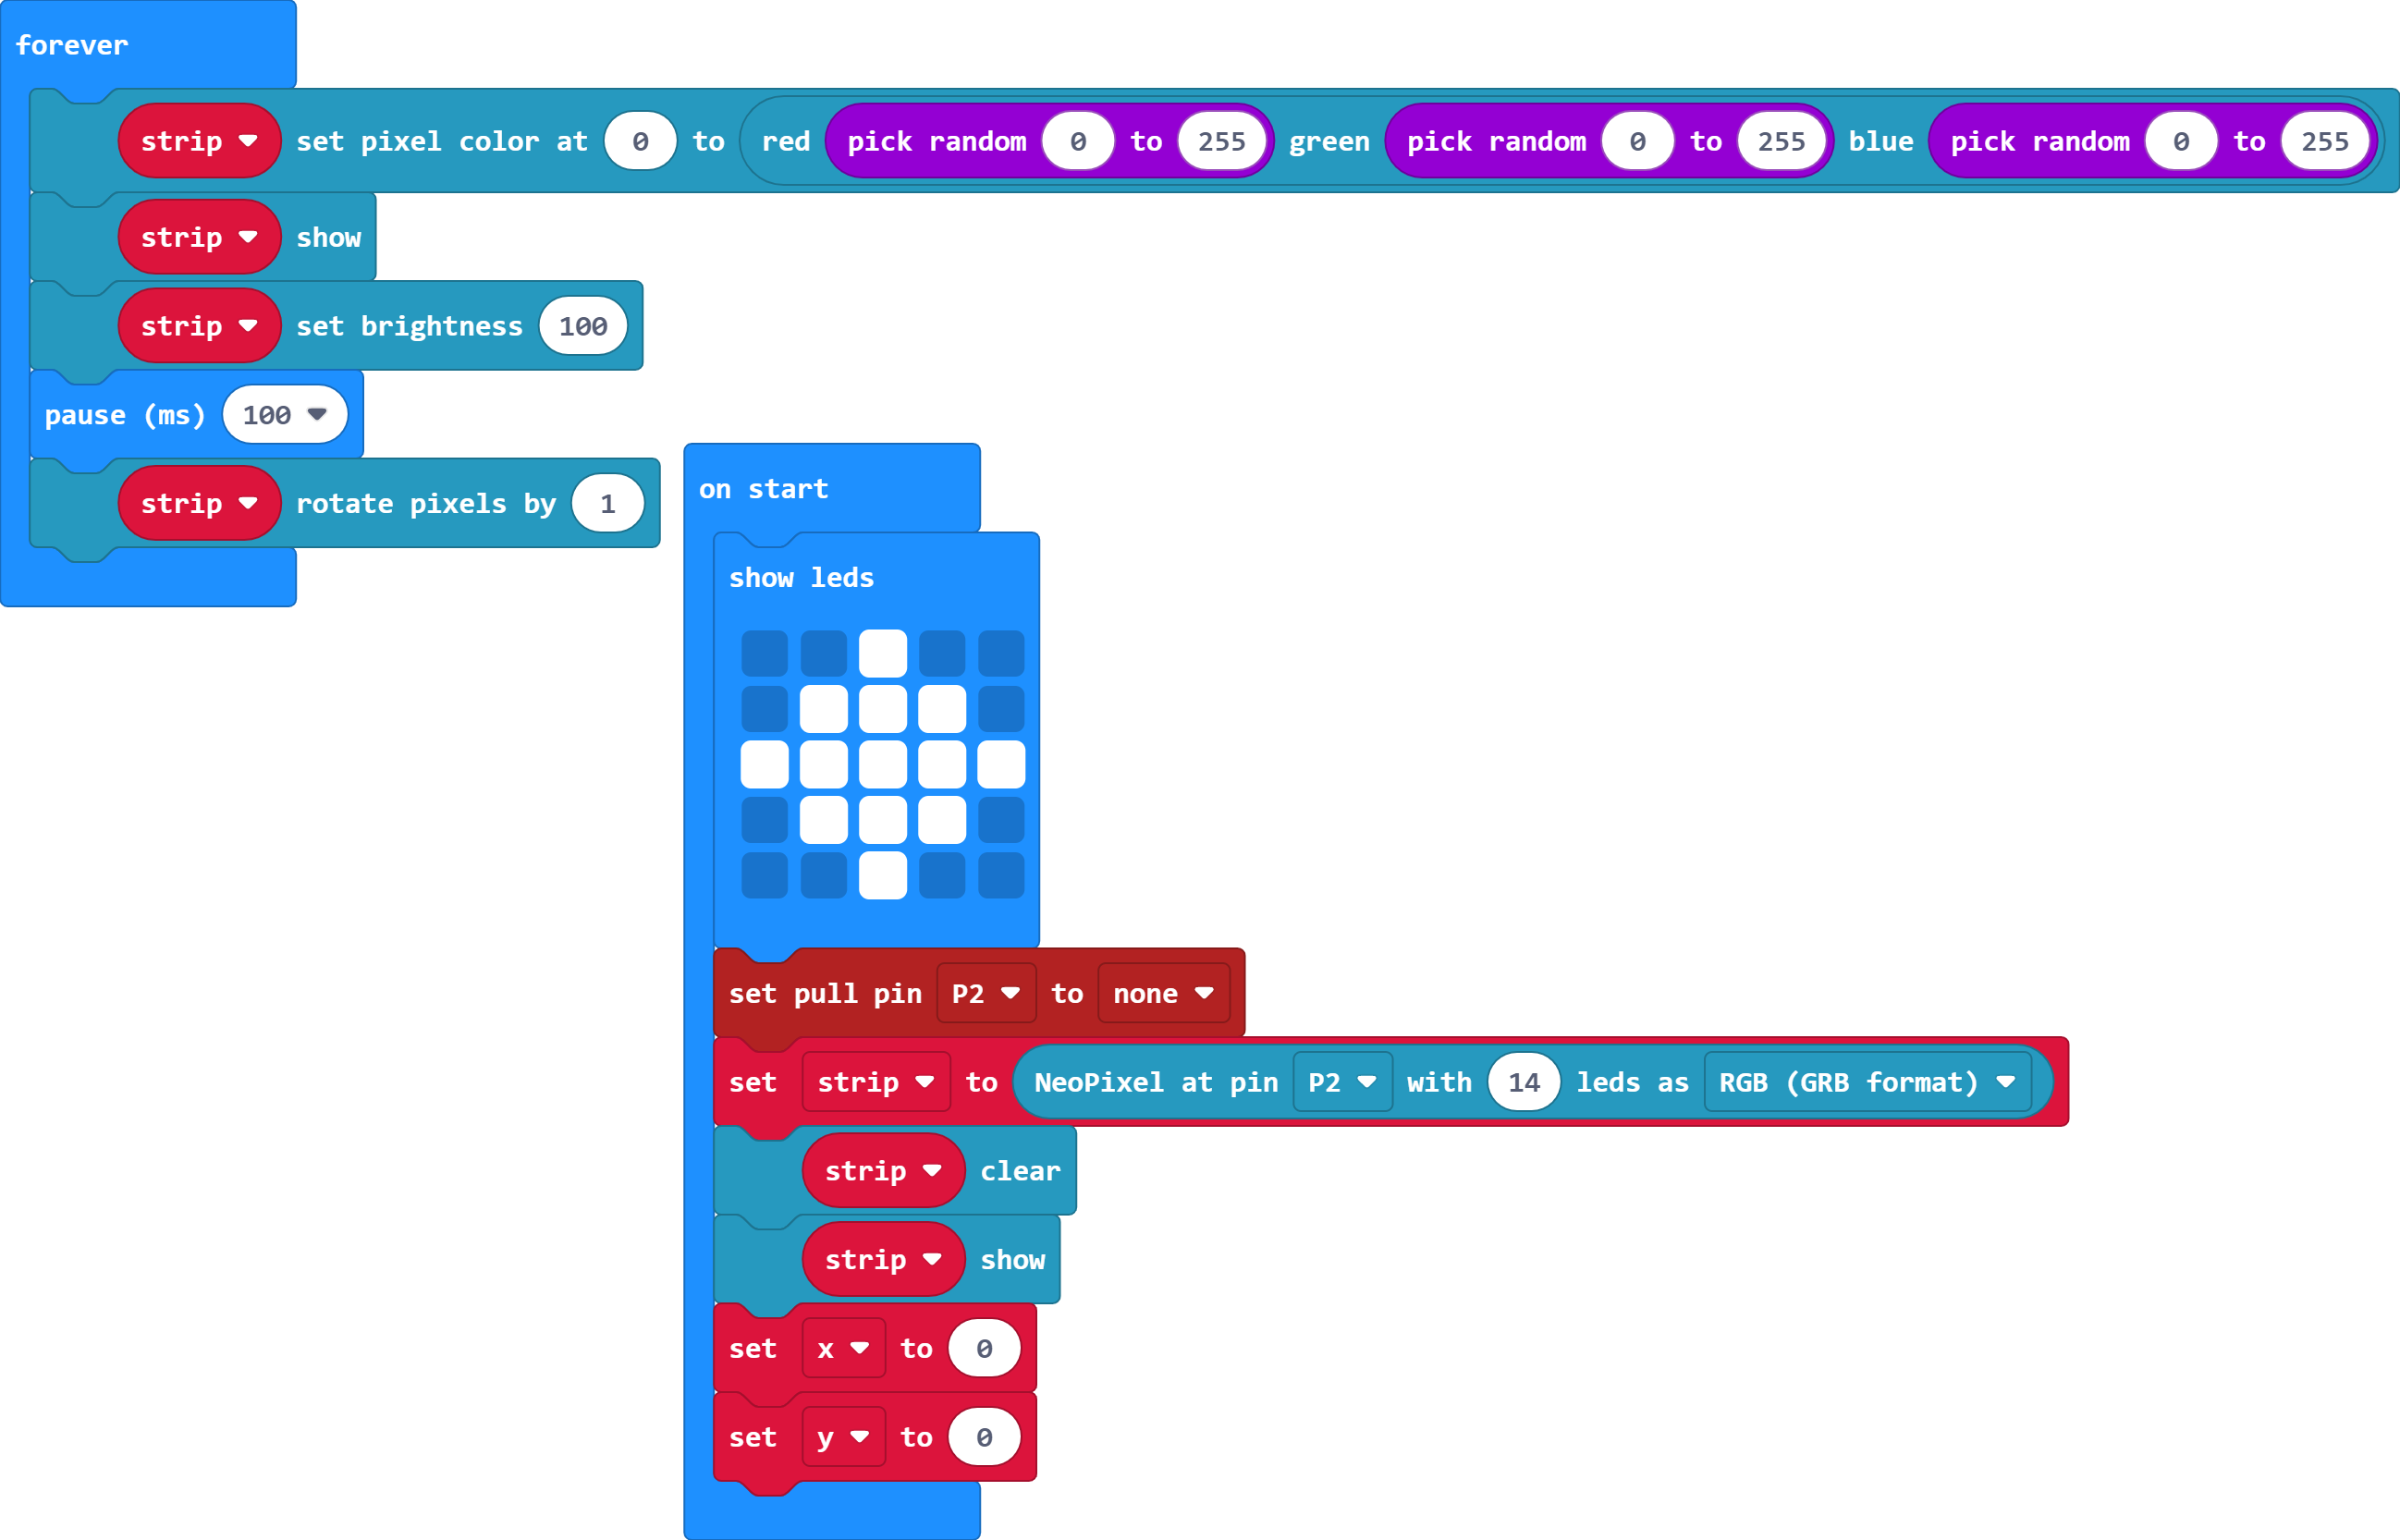 forever
strip set pixel color at 0 to red pick random 0 to 255 green pick random 0 to 255 blue pick random 0 to 255
strip show
strip set brightness 100
pause (ms) 100
strip rotate pixels by 1
on start
show leds
set pull pin P2 to none
set strip to NeoPixel at pin P2 with 14 leds as RGB (GRB format)
strip clear
strip show
set x to 0
set y to 0